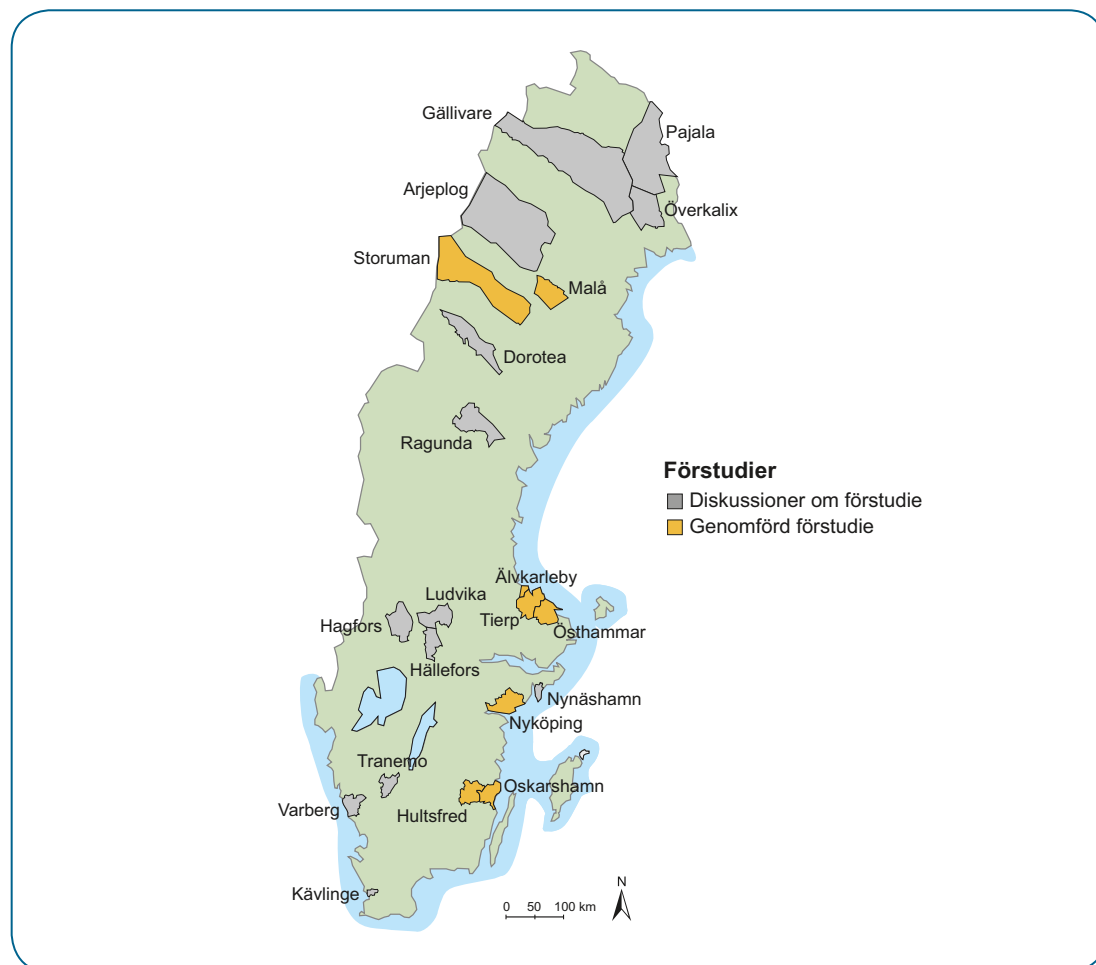 Gällivare
Pajala
Arjeplog
Överkalix
Storuman
Malå
Dorotea
Ragunda
Förstudier
Diskussioner om förstudie
Genomförd förstudie
Älvkarleby
Ludvika
Hagfors
Tierp
Östhammar
Hällefors
Nynäshamn
Nyköping
Tranemo
Oskarshamn
Varberg
Hultsfred
Kävlinge
N
0 50 100 km